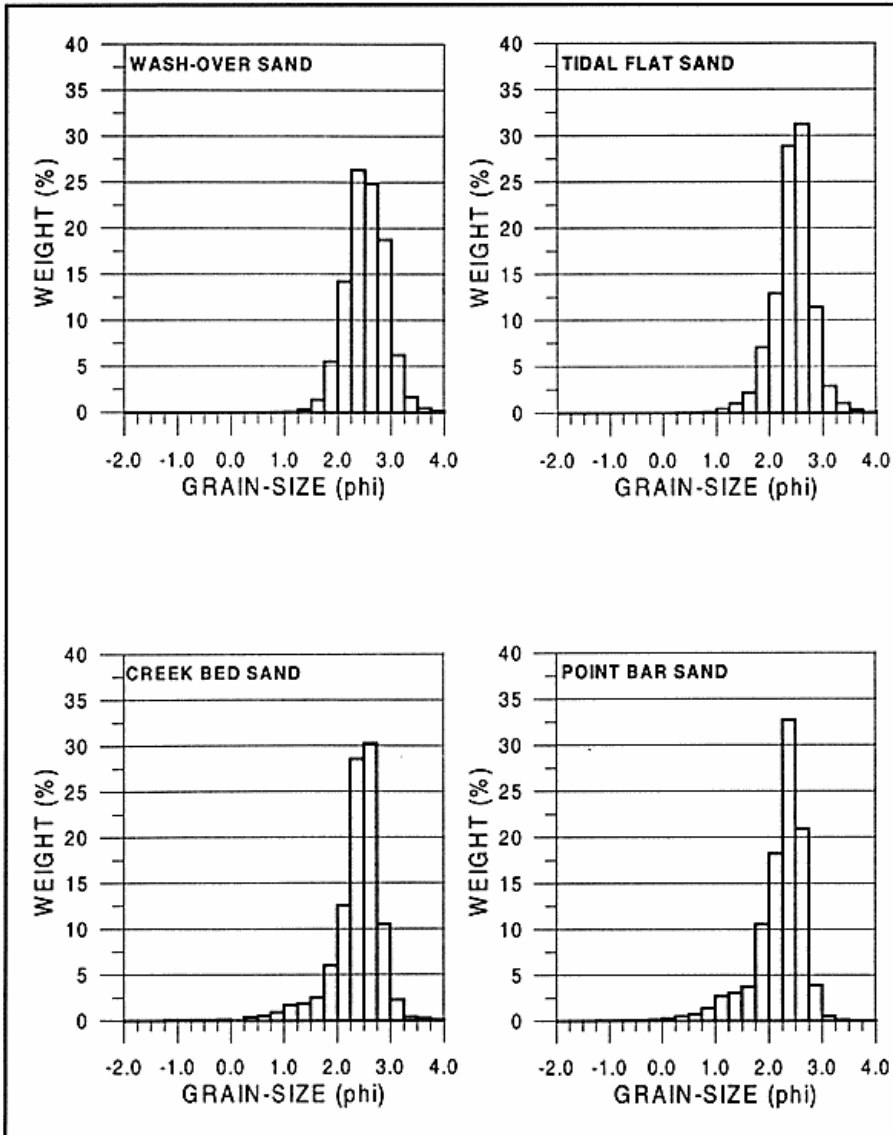 WASH-OVER SAND
40
35
30
25
20
15
10
5
0
WEIGHT (%)
-2.0 -1.0 0.0 1.0 2.0 3.0 4.0
GRAIN-SIZE (phi)
TIDAL FLAT SAND
40
35
30
25
20
15
10
5
0
WEIGHT (%)
-2.0 -1.0 0.0 1.0 2.0 3.0 4.0
GRAIN-SIZE (phi)
CREEK BED SAND
40
35
30
25
20
15
10
5
0
WEIGHT (%)
-2.0 -1.0 0.0 1.0 2.0 3.0 4.0
GRAIN-SIZE (phi)
POINT BAR SAND
40
35
30
25
20
15
10
5
0
WEIGHT (%)
-2.0 -1.0 0.0 1.0 2.0 3.0 4.0
GRAIN-SIZE (phi)